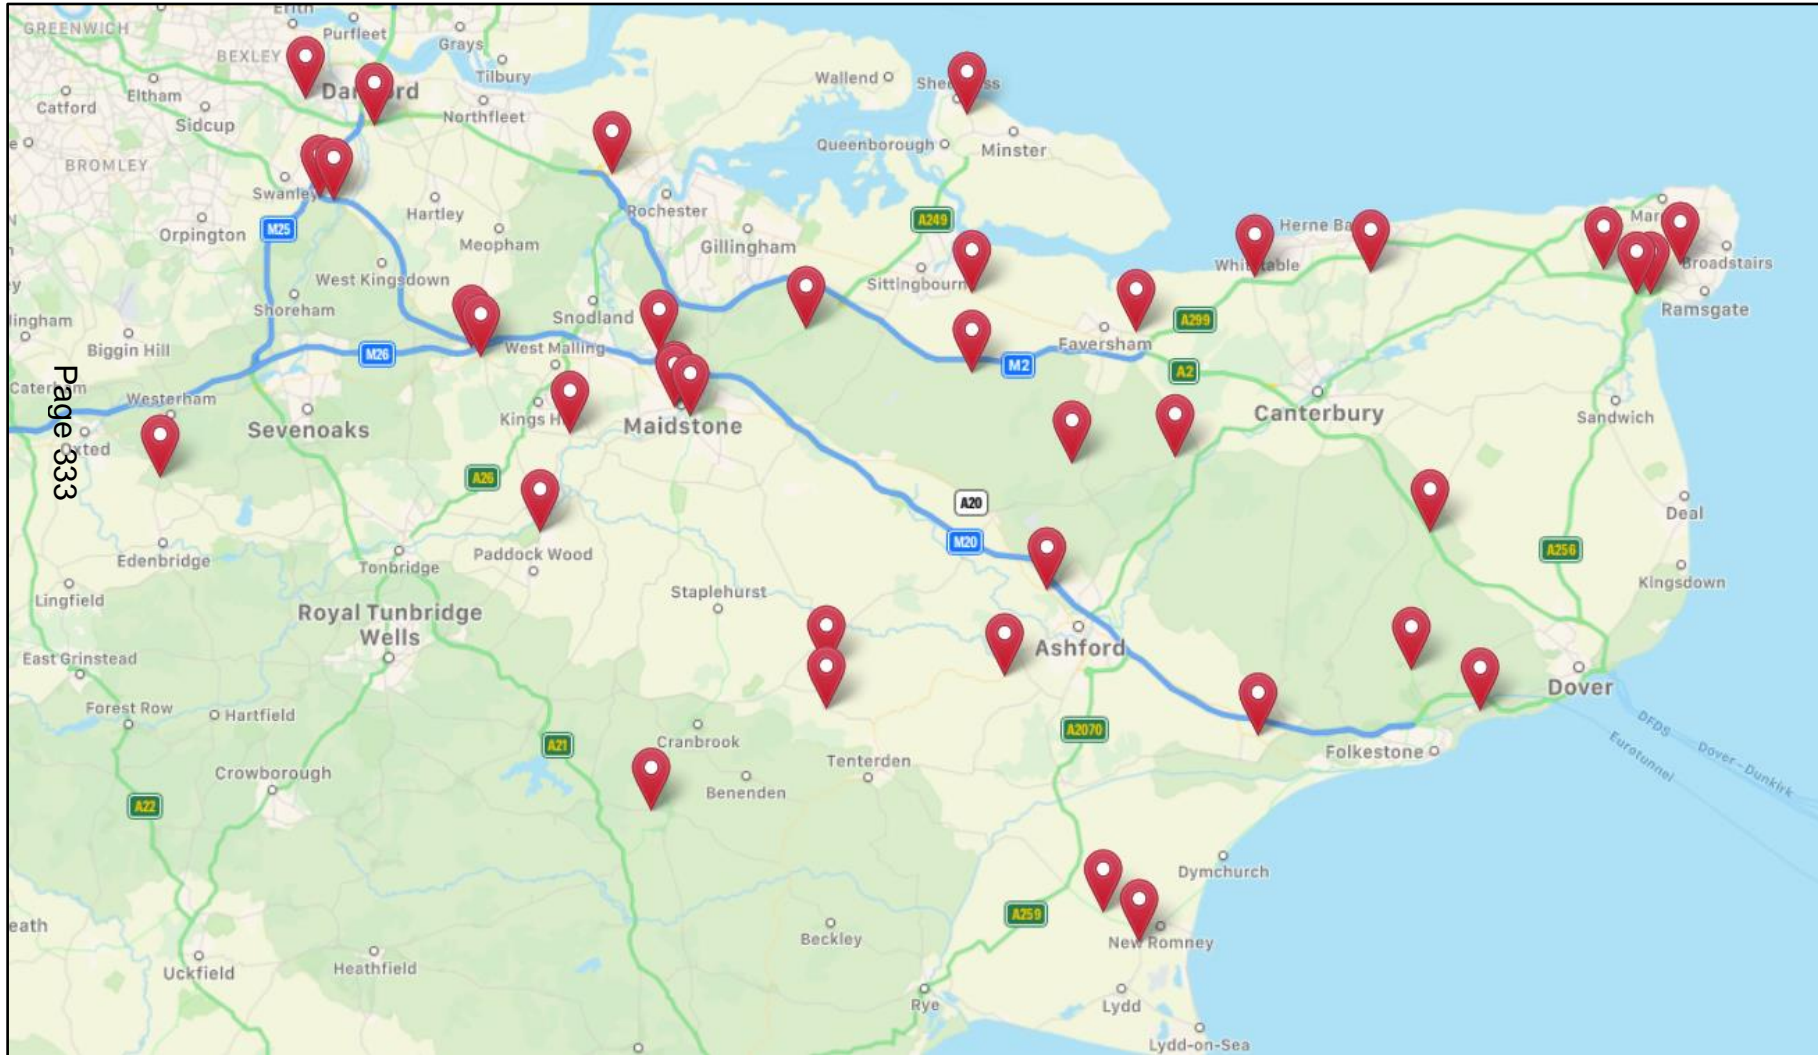 Erith
GREENWICH
Purfleet
Grays
BEXLEY
Tilbury
Wallend
Catford
Eltham
Sidcup
Northfleet
Queenborough
Minster
BROMLEY
Swanley
Hartley
Rochester
A249
Orpington
M25
Meopham
Gillingham
Herne Ba
Broadstairs
West Kingsdown
Sittingbourn
Shoreham
Snodland
Ramsgate
A299
Biggin Hill
M26
West Malling
Faversham
M2
A2
Westerham
Page 333
Sevenoaks
Maidstone
Canterbury
Sandwich
A26
A20
Deal
Edenbridge
Paddock Wood
M20
A256
Tonbridge
Kingsdown
Lingfield
Staplehurst
Royal Tunbridge
Wells
Ashford
East Grinstead
Dover
Forest Row
Hartfield
A21
Cranbrook
A2070
Folkestone
DFDS
Dover – Dunkirk
Eurotunnel
Crowborough
Tenterden
Benenden
A22
Dymchurch
A259
Beckley
New Romney
Uckfield
Heathfield
Rye
Lydd
Lydd-on-Sea